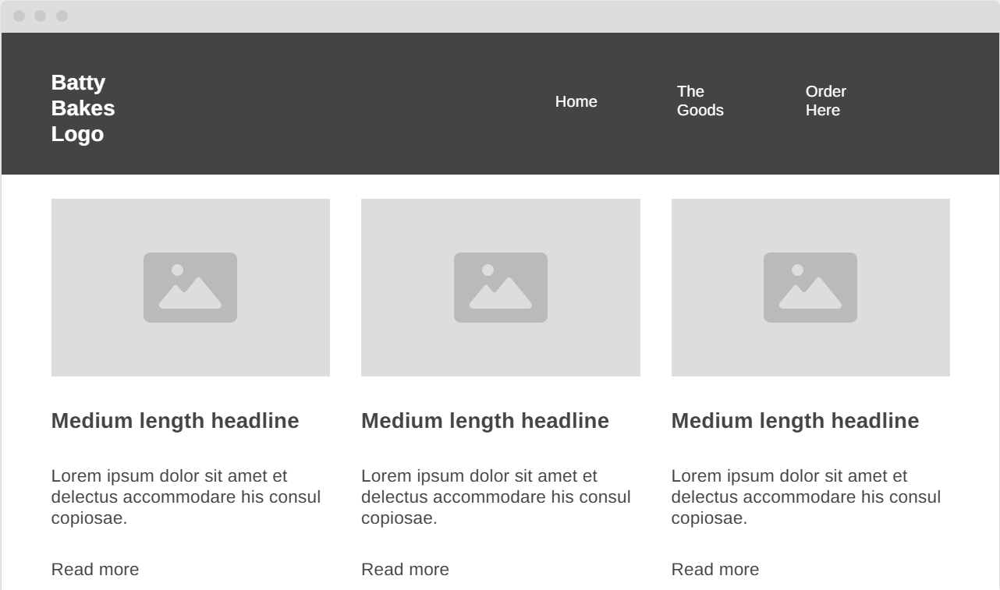 Batty
Bakes
Logo
Home
The
Goods
Order
Here
Medium length headline
Lorem ipsum dolor sit amet et
delectus accommodare his consul
copiosae.
Read more
Medium length headline
Lorem ipsum dolor sit amet et
delectus accommodare his consul
copiosae.
Read more
Medium length headline
Lorem ipsum dolor sit amet et
delectus accommodare his consul
copiosae.
Read more